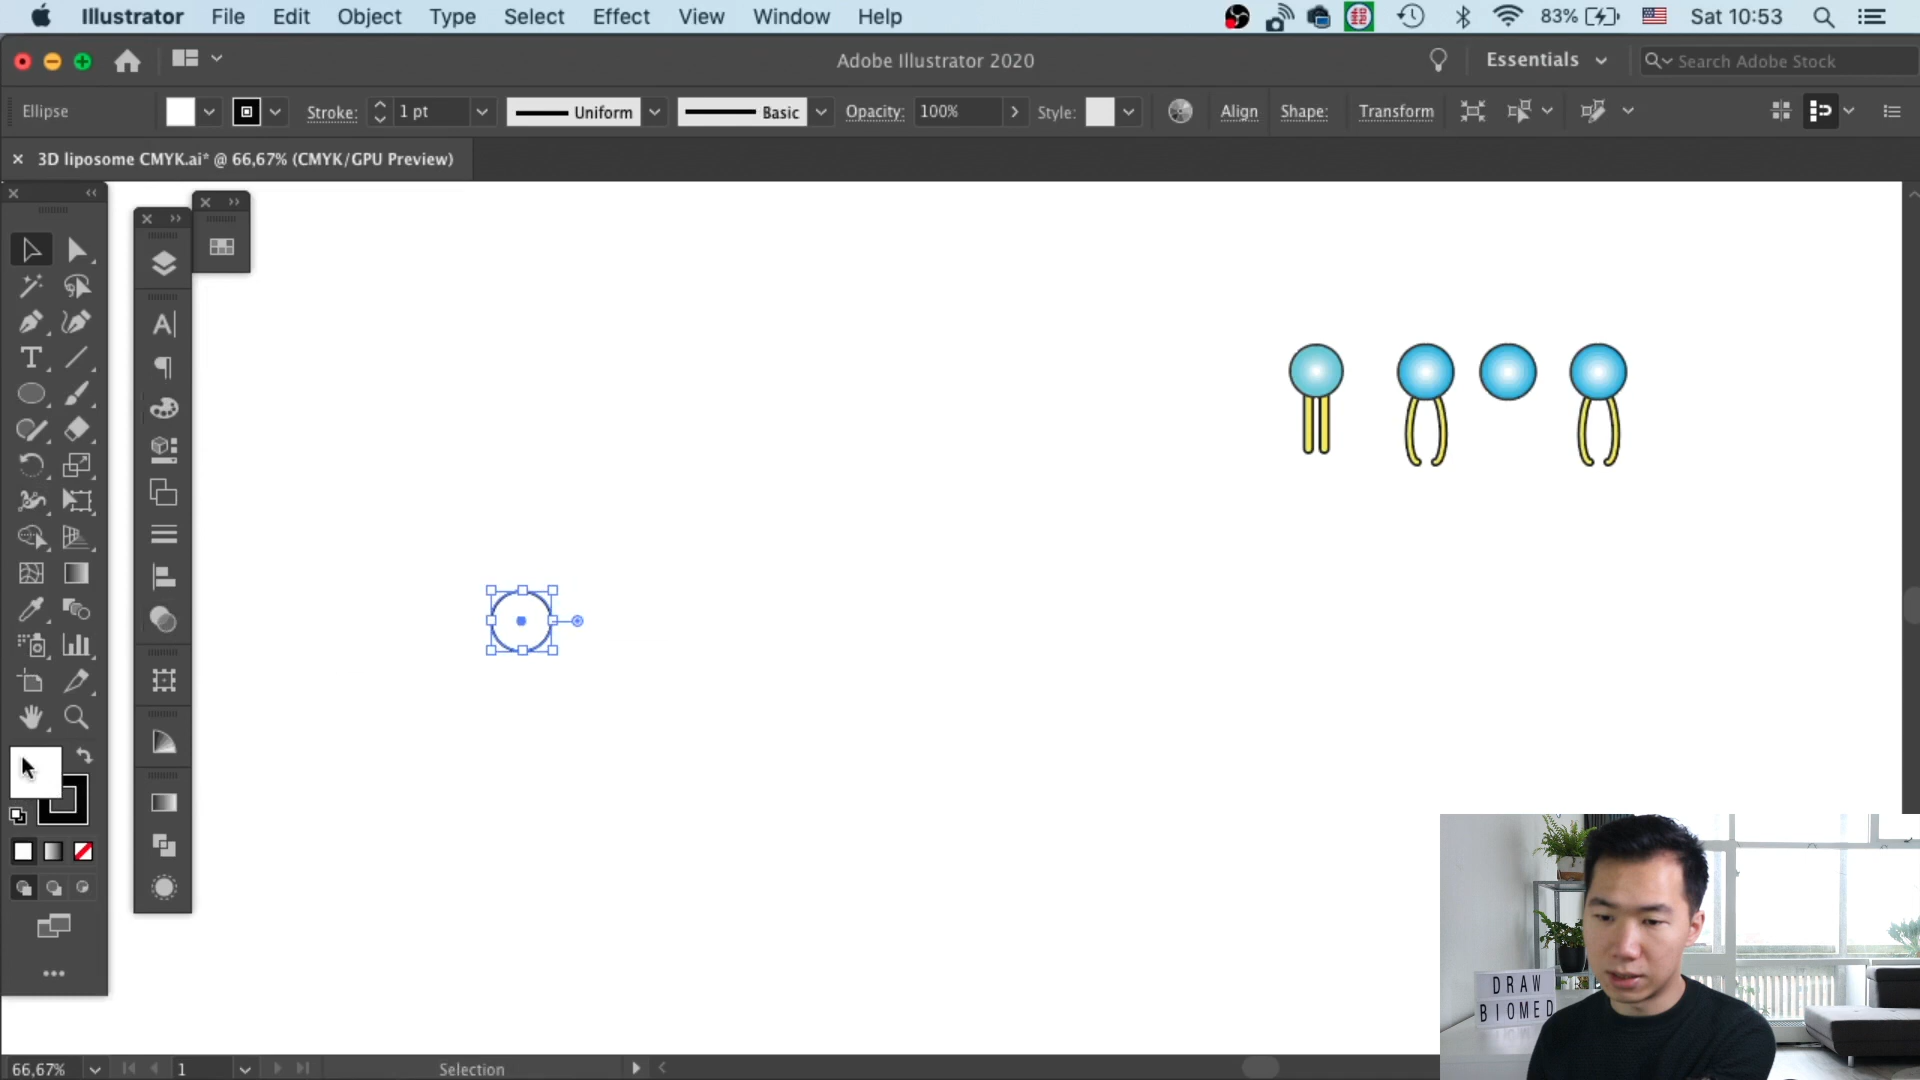 Illustrator File Edit Object Type Select Effect View Window Help
83% Sat 10:53
Adobe Illustrator 2020
Essentials Search Adobe Stock
Ellipse Stroke: 1 pt Uniform Basic Opacity: 100% Style: Align Shape: Transform
3D liposome CMYK.ai* @ 66,67% (CMYK/GPU Preview)
DRAW
BIOMED
66,67% 1 Selection